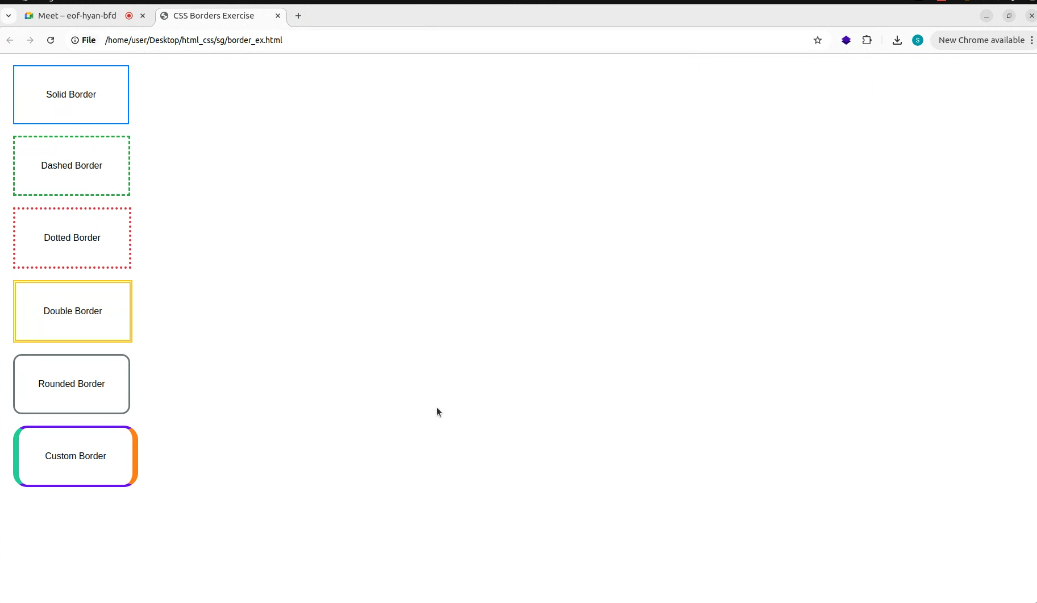 Meet – eof-hyan-bfd
CSS Borders Exercise
File /home/user/Desktop/html_css/sg/border_ex.html
S
New Chrome available
Solid Border
Dashed Border
Dotted Border
Double Border
Rounded Border
Custom Border